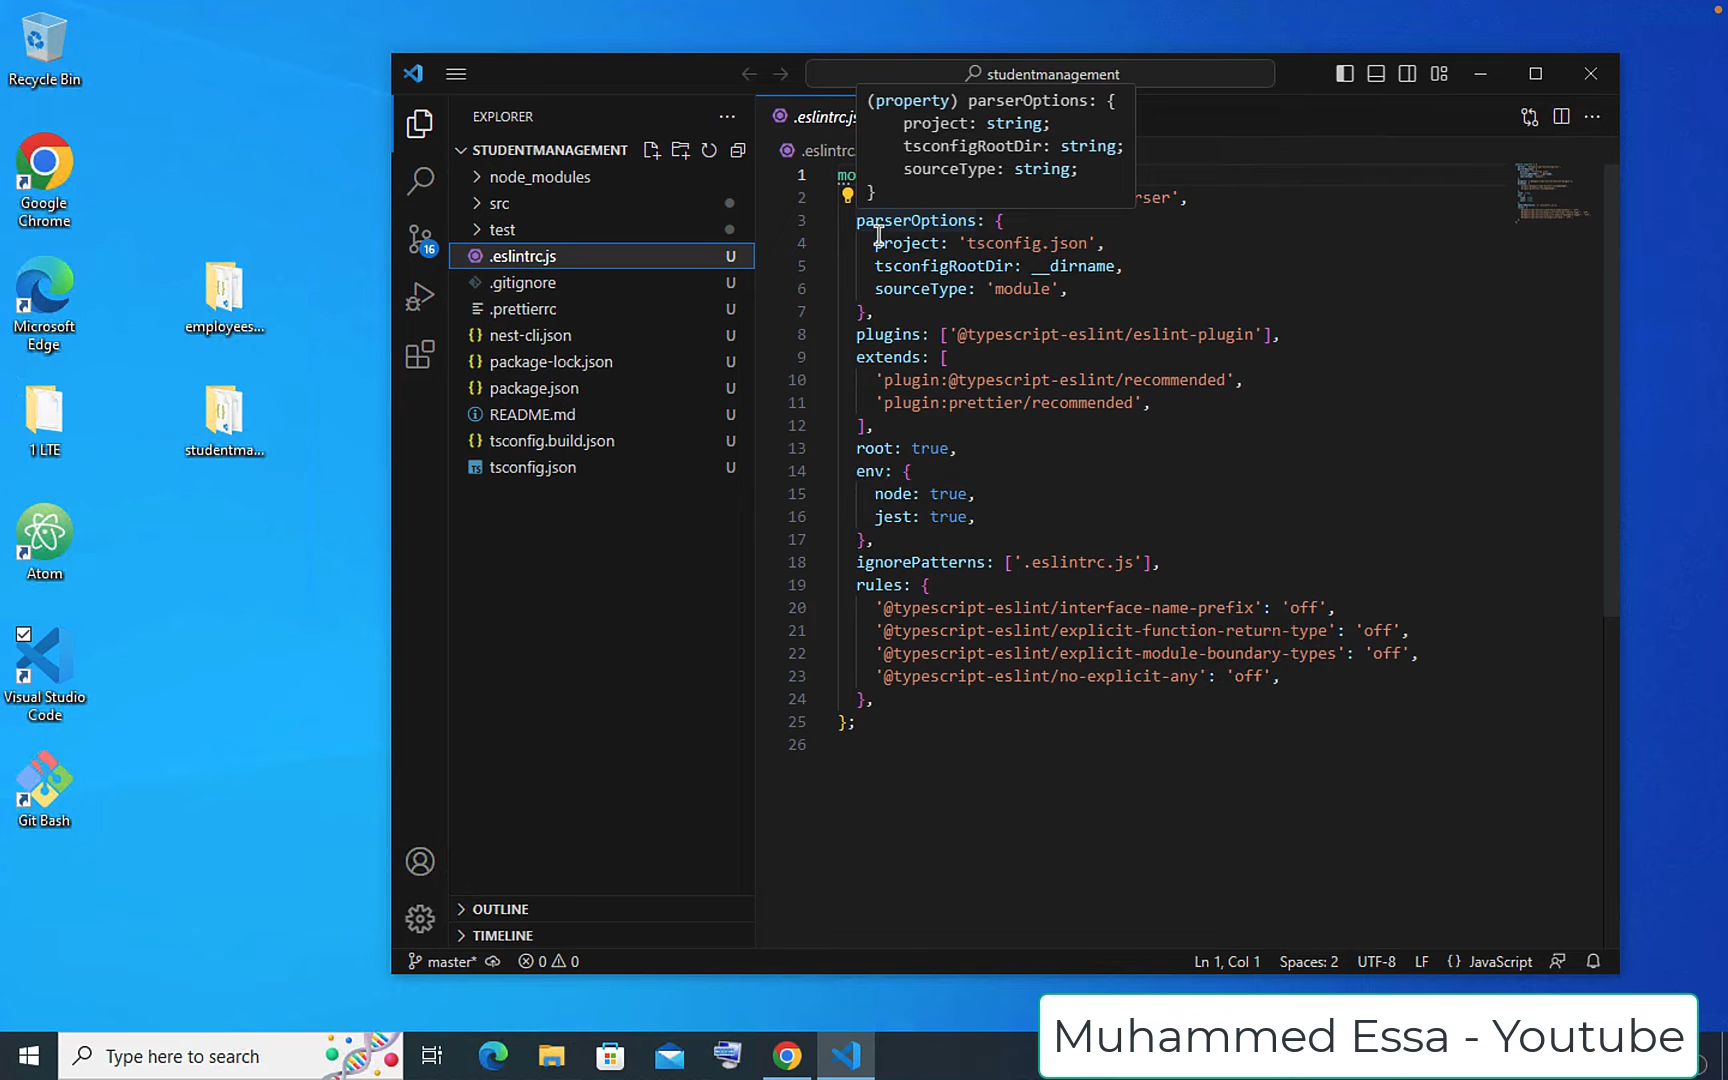 Recycle Bin
Google
Chrome
Microsoft
Edge
1 LTE
Atom
Visual Studio
Code
Git Bash
employees...
studentma...
studentmanagement
EXPLORER
STUDENTMANAGEMENT
node_modules
src
test
.eslintrc.js U
.gitignore U
.prettierrc U
nest-cli.json U
package-lock.json U
package.json U
README.md U
tsconfig.build.json U
tsconfig.json U
16
OUTLINE
TIMELINE
.eslintrc.js
.eslintrc
(property) parserOptions: {
project: string;
tsconfigRootDir: string;
sourceType: string;
}
1 mo
2 ser',
3 parserOptions: {
4 project: 'tsconfig.json',
5 tsconfigRootDir: __dirname,
6 sourceType: 'module',
7 },
8 plugins: ['@typescript-eslint/eslint-plugin'],
9 extends: [
10 'plugin:@typescript-eslint/recommended',
11 'plugin:prettier/recommended',
12 ],
13 root: true,
14 env: {
15 node: true,
16 jest: true,
17 },
18 ignorePatterns: ['.eslintrc.js'],
19 rules: {
20 '@typescript-eslint/interface-name-prefix': 'off',
21 '@typescript-eslint/explicit-function-return-type': 'off',
22 '@typescript-eslint/explicit-module-boundary-types': 'off',
23 '@typescript-eslint/no-explicit-any': 'off',
24 },
25 };
26
master* 0 0 Ln 1, Col 1 Spaces: 2 UTF-8 LF {} JavaScript
Muhammed Essa - Youtube
Type here to search